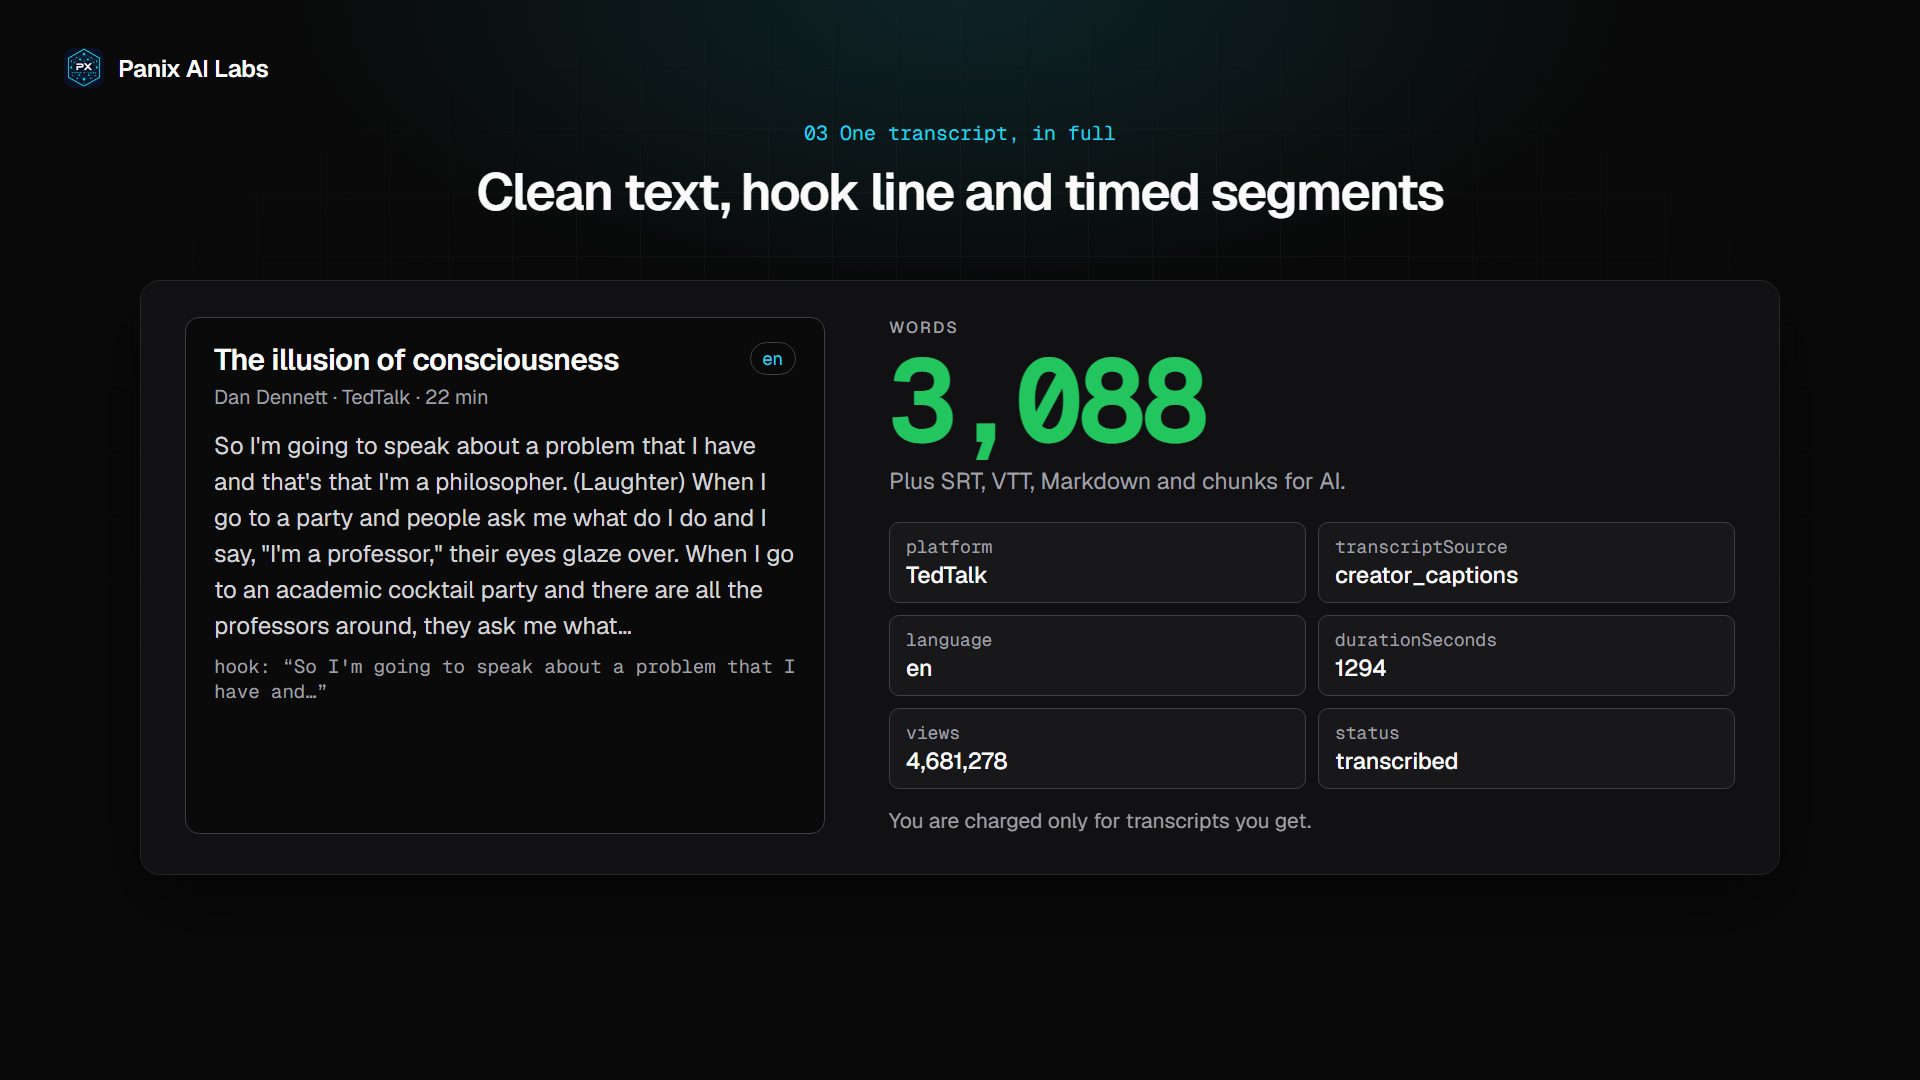 PX
Panix AI Labs
03 One transcript, in full
Clean text, hook line and timed segments
The illusion of consciousness
en
Dan Dennett · TedTalk · 22 min
So I'm going to speak about a problem that I have
and that's that I'm a philosopher. (Laughter) When I
go to a party and people ask me what do I do and I
say, "I'm a professor," their eyes glaze over. When I go
to an academic cocktail party and there are all the
professors around, they ask me what…
hook: “So I'm going to speak about a problem that I
have and…”
WORDS
3,088
Plus SRT, VTT, Markdown and chunks for AI.
platform
TedTalk
transcriptSource
creator_captions
language
en
durationSeconds
1294
views
4,681,278
status
transcribed
You are charged only for transcripts you get.